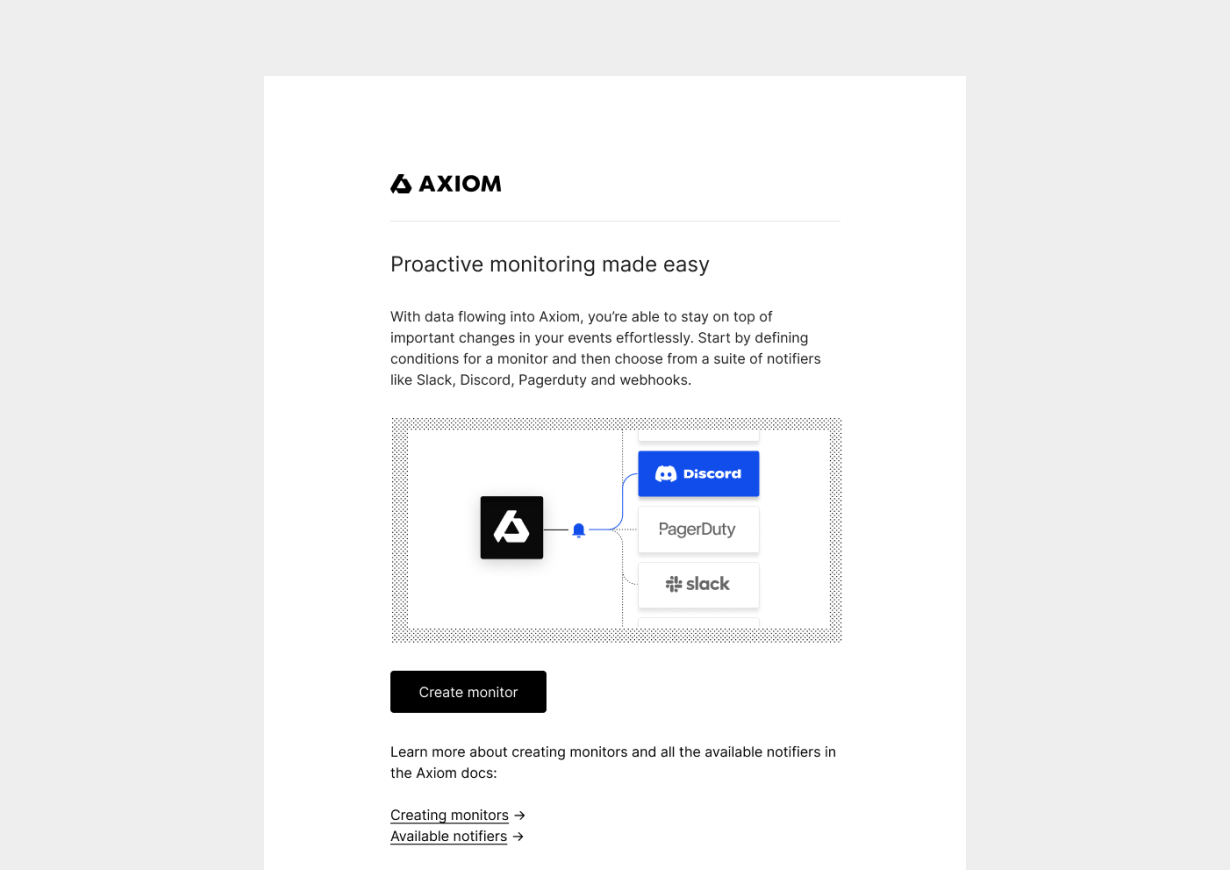 AXIOM
Proactive monitoring made easy
With data flowing into Axiom, you’re able to stay on top of
important changes in your events effortlessly. Start by defining
conditions for a monitor and then choose from a suite of notifiers
like Slack, Discord, Pagerduty and webhooks.
Discord
PagerDuty
slack
Create monitor
Learn more about creating monitors and all the available notifiers in
the Axiom docs:
Creating monitors →
Available notifiers →